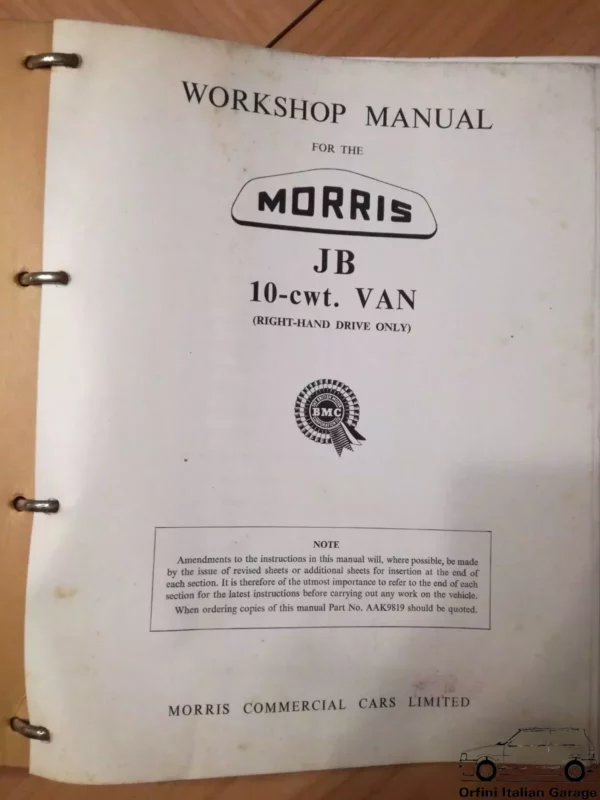 WORKSHOP MANUAL
FOR THE
MORRIS
JB
10-cwt. VAN
(RIGHT-HAND DRIVE ONLY)
BMC
NOTE
Amendments to the instructions in this manual will, where possible, be made
by the issue of revised sheets or additional sheets for insertion at the end of
each section. It is therefore of the utmost importance to refer to the end of each
section for the latest instructions before carrying out any work on the vehicle.
When ordering copies of this manual Part No. AAK9819 should be quoted.
MORRIS COMMERCIAL CARS LIMITED
Orfini Italian Garage